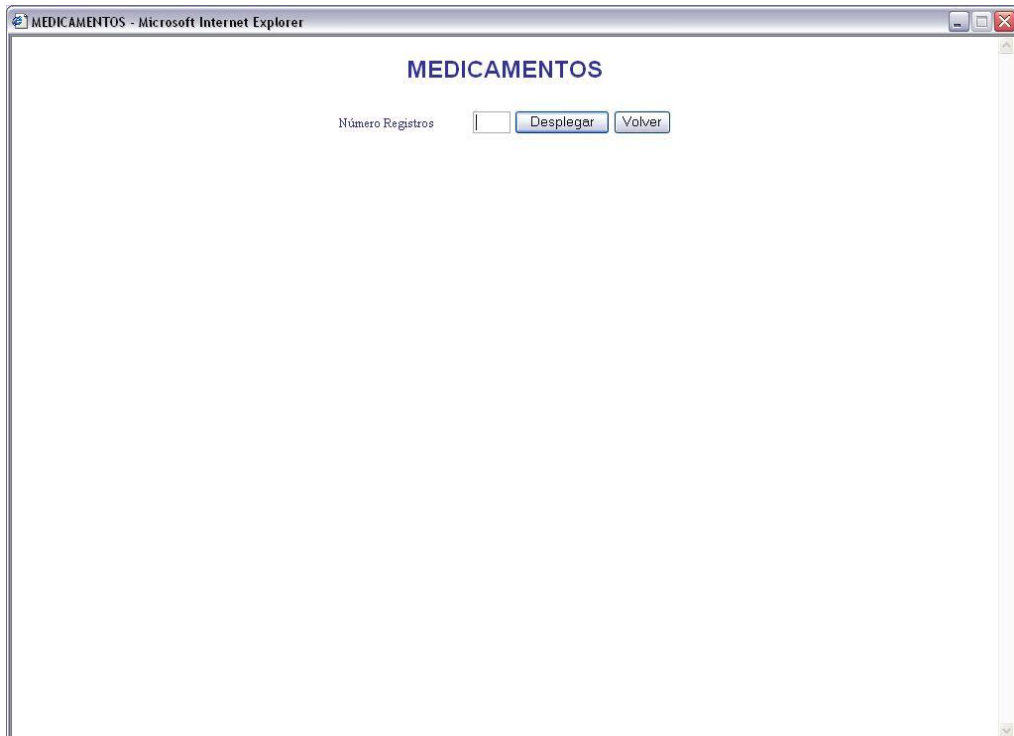 MEDICAMENTOS - Microsoft Internet Explorer
MEDICAMENTOS
Número Registros Desplegar Volver